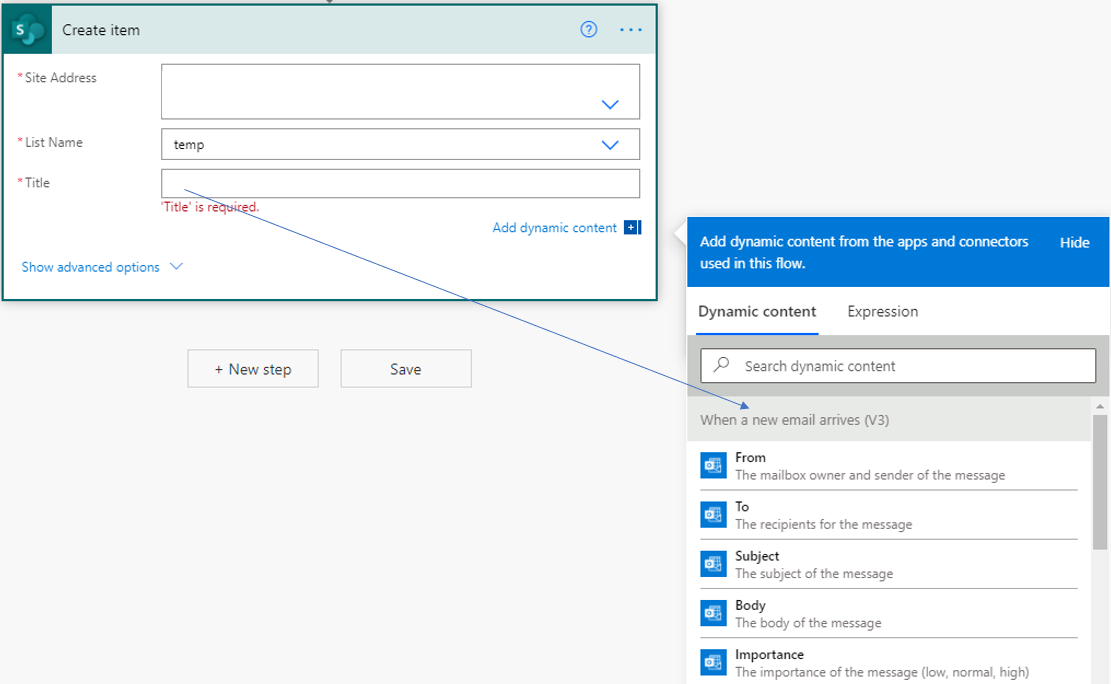 Create item
* Site Address
* List Name
temp
* Title
'Title' is required.
Add dynamic content
Show advanced options
+ New step
Save
Add dynamic content from the apps and connectors
used in this flow.
Hide
Dynamic content
Expression
Search dynamic content
When a new email arrives (V3)
From
The mailbox owner and sender of the message
To
The recipients for the message
Subject
The subject of the message
Body
The body of the message
Importance
The importance of the message (low, normal, high)